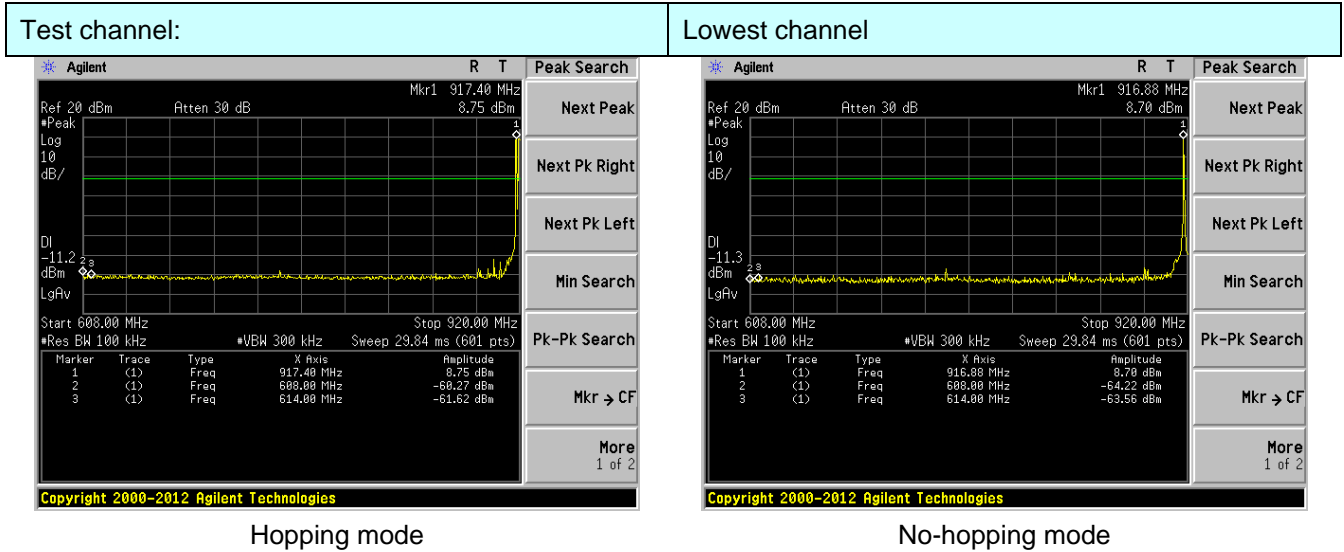 Test channel: Lowest channel
Agilent R T Peak Search
Mkr1 917.40 MHz
Ref 20 dBm Atten 30 dB 8.75 dBm
#Peak
Log
10
dB/
1
DI
-11.2
dBm
LgAv
2 3
Start 608.00 MHz Stop 920.00 MHz
#Res BW 100 kHz #VBW 300 kHz Sweep 29.84 ms (601 pts)
Marker Trace Type X Axis Amplitude
1 (1) Freq 917.40 MHz 8.75 dBm
2 (1) Freq 608.00 MHz -60.27 dBm
3 (1) Freq 614.00 MHz -61.62 dBm
Next Peak
Next Pk Right
Next Pk Left
Min Search
Pk-Pk Search
Mkr → CF
More
1 of 2
Copyright 2000-2012 Agilent Technologies
Hopping mode
Agilent R T Peak Search
Mkr1 916.88 MHz
Ref 20 dBm Atten 30 dB 8.70 dBm
#Peak
Log
10
dB/
1
DI
-11.3
dBm
LgAv
2 3
Start 608.00 MHz Stop 920.00 MHz
#Res BW 100 kHz #VBW 300 kHz Sweep 29.84 ms (601 pts)
Marker Trace Type X Axis Amplitude
1 (1) Freq 916.88 MHz 8.70 dBm
2 (1) Freq 608.00 MHz -64.22 dBm
3 (1) Freq 614.00 MHz -63.56 dBm
Next Peak
Next Pk Right
Next Pk Left
Min Search
Pk-Pk Search
Mkr → CF
More
1 of 2
Copyright 2000-2012 Agilent Technologies
No-hopping mode